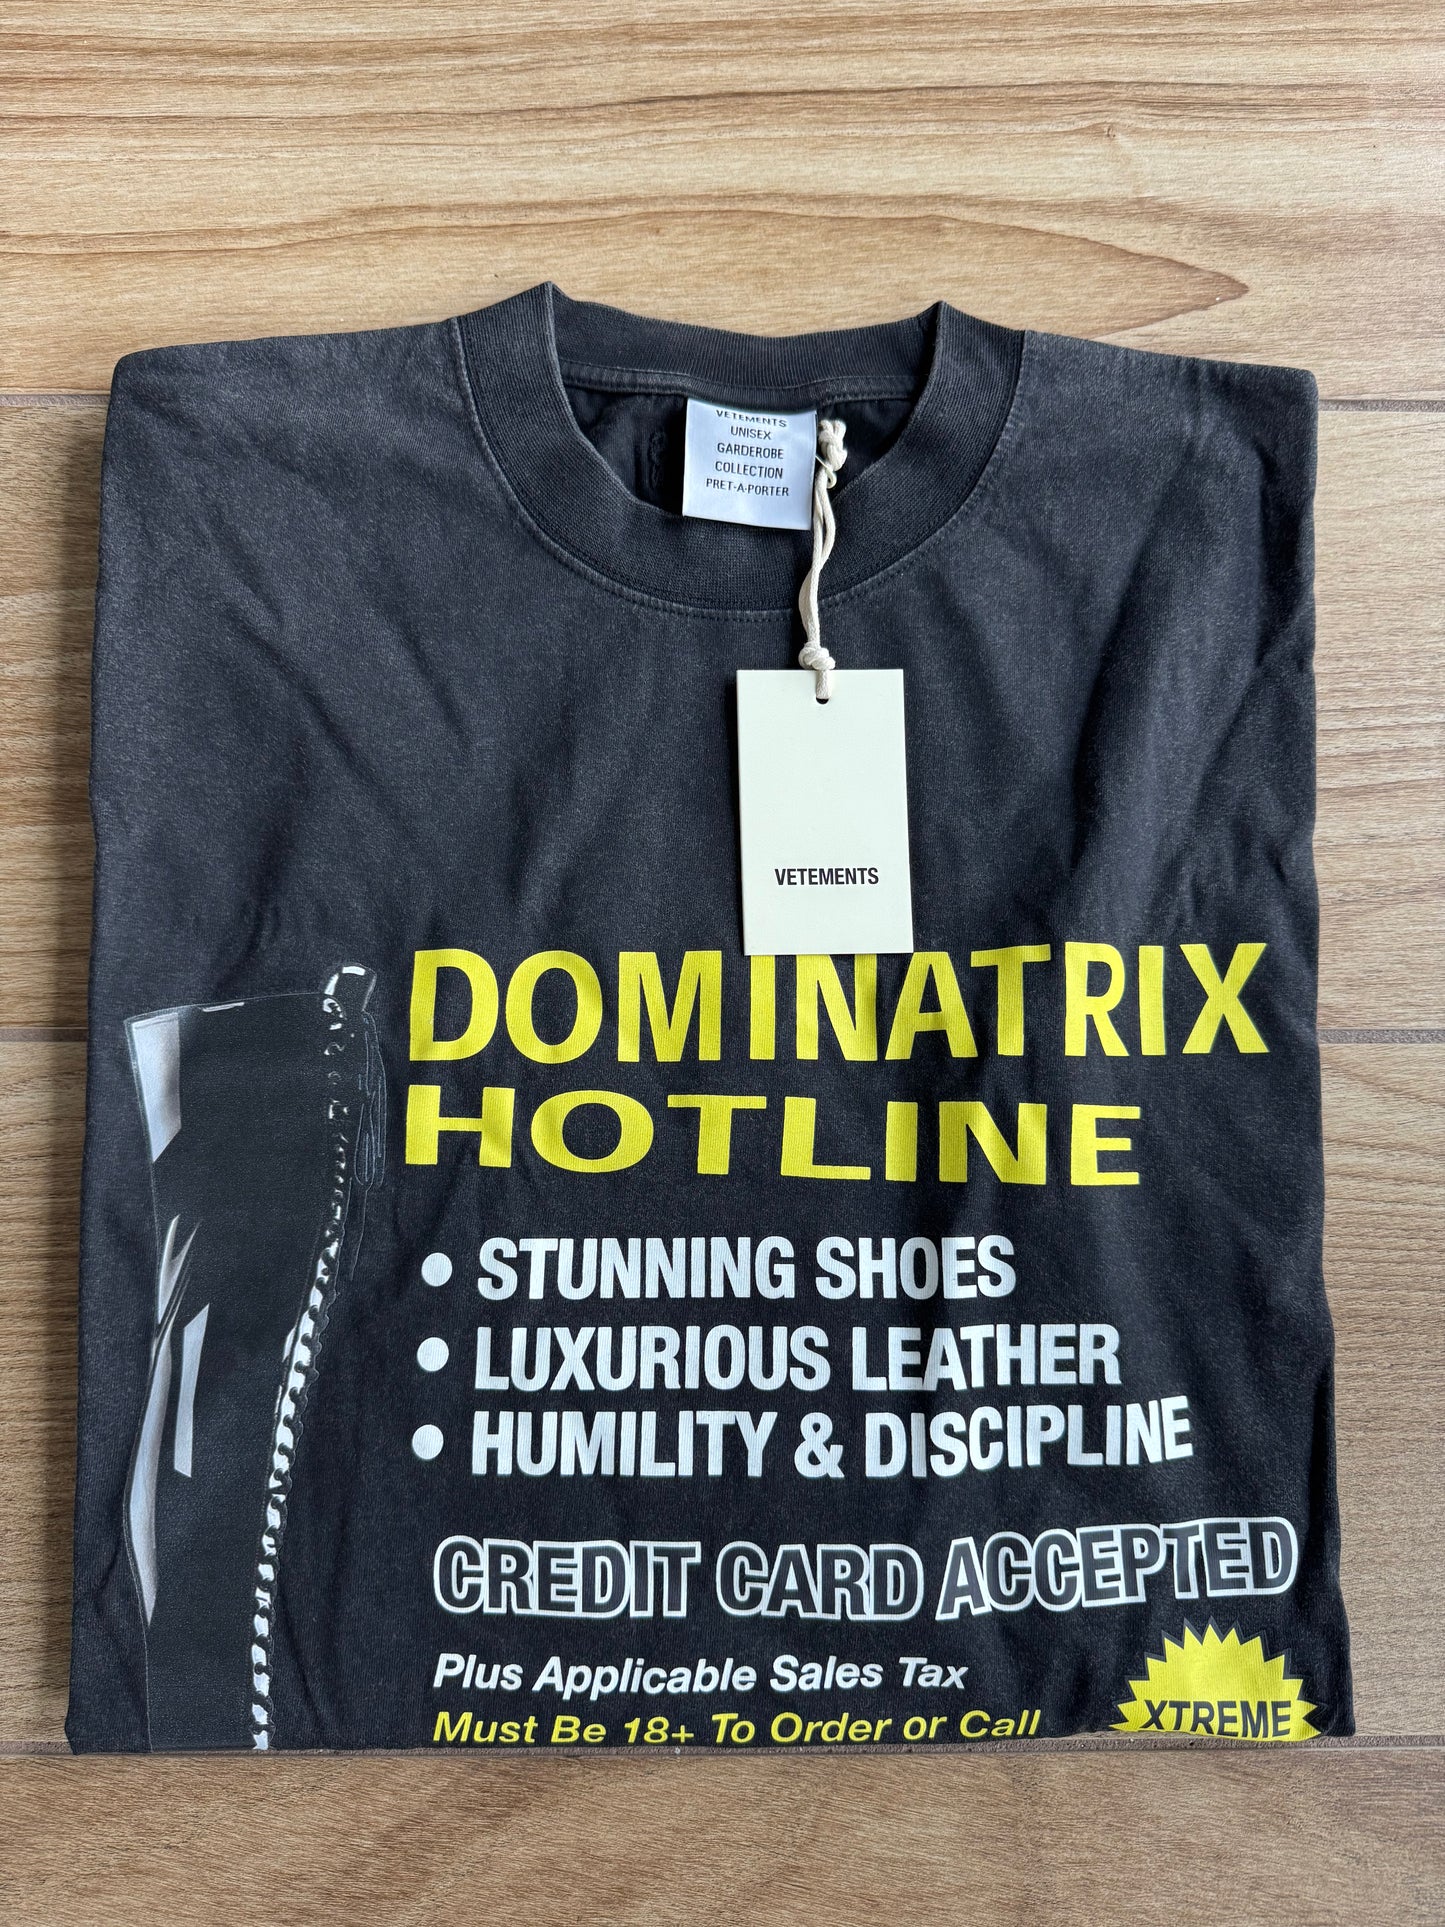 VETEMENTS
UNISEX
GARDEROBE
COLLECTION
PRET-A-PORTER
VETEMENTS
DOMINATRIX
HOTLINE
• STUNNING SHOES
• LUXURIOUS LEATHER
• HUMILITY & DISCIPLINE
CREDIT CARD ACCEPTED
Plus Applicable Sales Tax
Must Be 18+ To Order or Call
XTREME